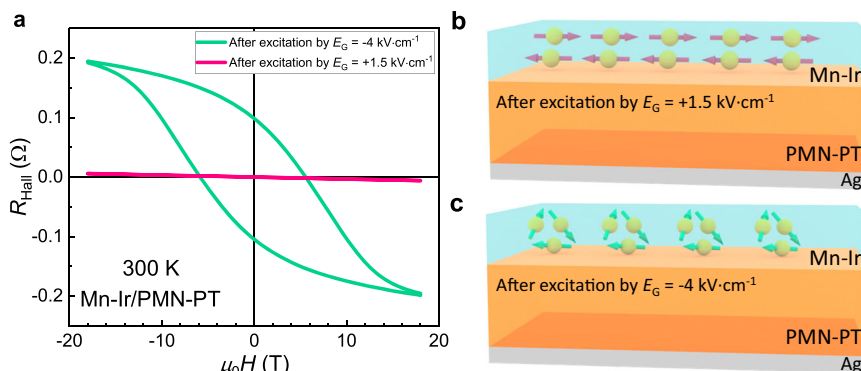 a
After excitation by E_G = -4 kV·cm⁻¹
After excitation by E_G = +1.5 kV·cm⁻¹
R_Hall (Ω)
0.2
0.1
0.0
-0.1
-0.2
300 K
Mn-Ir/PMN-PT
-20
-10
0
10
20
μ₀H (T)
b
Mn-Ir
After excitation by E_G = +1.5 kV·cm⁻¹
PMN-PT
Ag
c
Mn-Ir
After excitation by E_G = -4 kV·cm⁻¹
PMN-PT
Ag